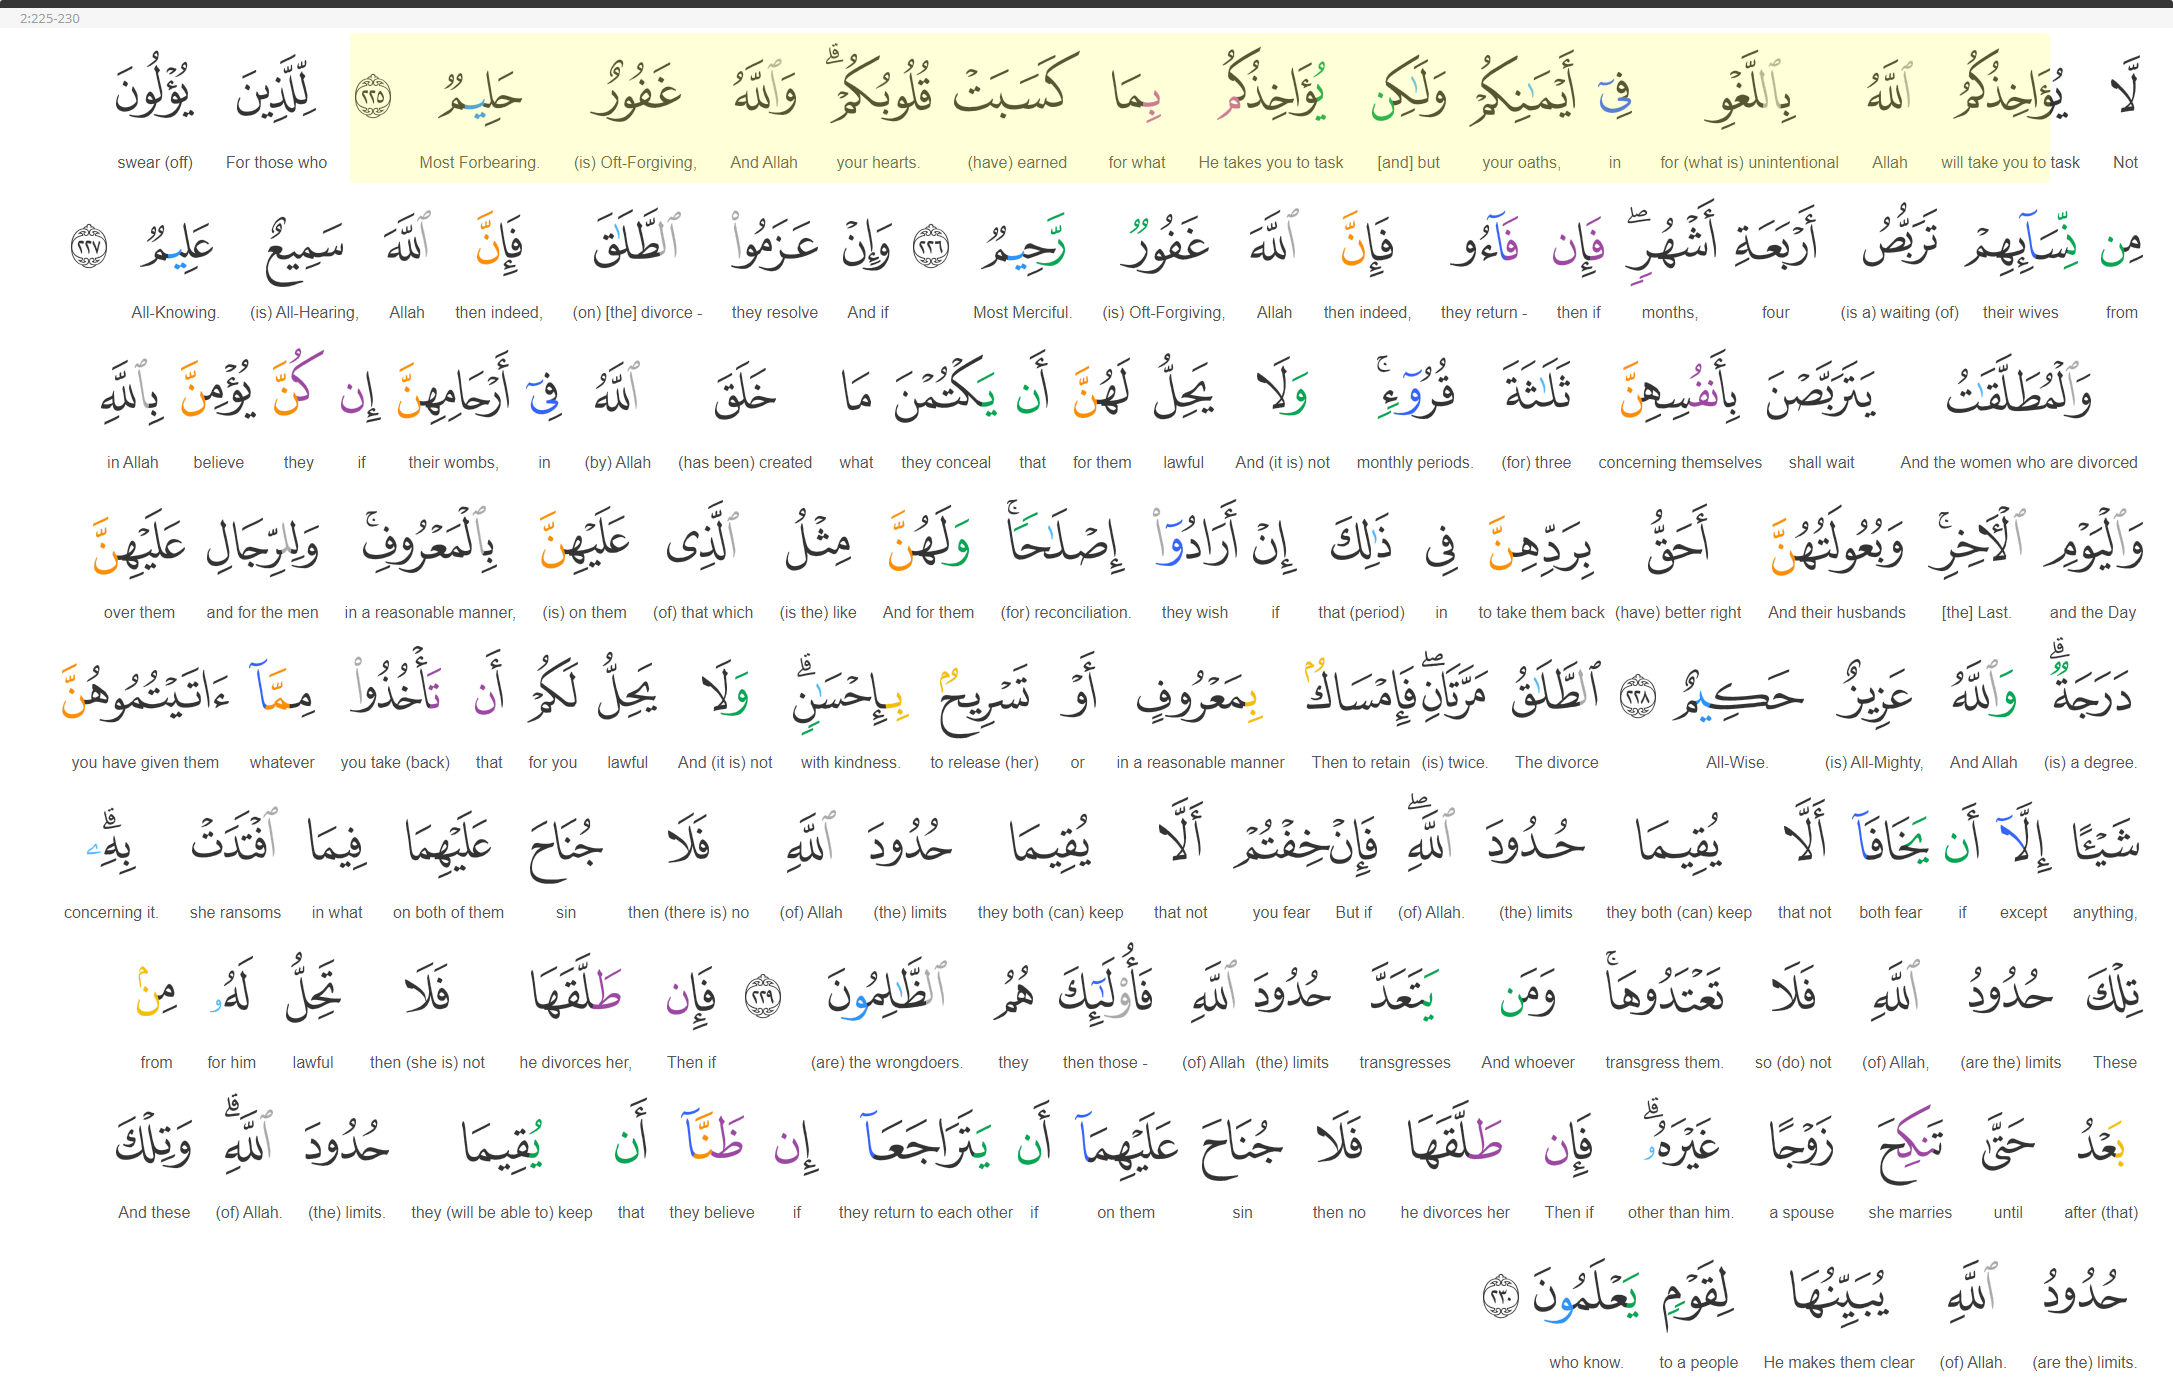 2:225-230
لَّا يُؤَاخِذُكُمُ ٱللَّهُ بِٱللَّغْوِ فِىٓ أَيْمَـٰنِكُمْ وَلَـٰكِن يُؤَاخِذُكُم بِمَا كَسَبَتْ قُلُوبُكُمْ ۗ وَٱللَّهُ غَفُورٌ حَلِيمٌ ٢٢٥ لِّلَّذِينَ يُؤْلُونَ
Not will take you to task Allah for (what is) unintentional in your oaths, [and] but He takes you to task for what (have) earned your hearts. And Allah (is) Oft-Forgiving, Most Forbearing. For those who swear (off)
مِن نِّسَآئِهِمْ تَرَبُّصُ أَرْبَعَةِ أَشْهُرٍ ۖ فَإِن فَآءُو فَإِنَّ ٱللَّهَ غَفُورٌ رَّحِيمٌ ٢٢٦ وَإِنْ عَزَمُوا۟ ٱلطَّلَـٰقَ فَإِنَّ ٱللَّهَ سَمِيعٌ عَلِيمٌ ٢٢٧
from their wives (is a) waiting (of) four months, then if they return - then indeed, Allah (is) Oft-Forgiving, Most Merciful. And if they resolve (on) [the] divorce - then indeed, Allah (is) All-Hearing, All-Knowing.
وَٱلْمُطَلَّقَـٰتُ يَتَرَبَّصْنَ بِأَنفُسِهِنَّ ثَلَـٰثَةَ قُرُوٓءٍ ۚ وَلَا يَحِلُّ لَهُنَّ أَن يَكْتُمْنَ مَا خَلَقَ ٱللَّهُ فِىٓ أَرْحَامِهِنَّ إِن كُنَّ يُؤْمِنَّ بِٱللَّهِ
And the women who are divorced shall wait concerning themselves (for) three monthly periods. And (it is) not lawful for them that they conceal what (has been) created (by) Allah in their wombs, if they believe in Allah
وَٱلْيَوْمِ ٱلْـَٔاخِرِ ۚ وَبُعُولَتُهُنَّ أَحَقُّ بِرَدِّهِنَّ فِى ذَٰلِكَ إِنْ أَرَادُوٓا۟ إِصْلَـٰحًا ۚ وَلَهُنَّ مِثْلُ ٱلَّذِى عَلَيْهِنَّ بِٱلْمَعْرُوفِ ۚ وَلِلرِّجَالِ عَلَيْهِنَّ
and the Day [the] Last. And their husbands (have) better right to take them back in that (period) if they wish (for) reconciliation. And for them (is the) like (of) that which (is) on them in a reasonable manner, and for the men over them
دَرَجَةٌ ۗ وَٱللَّهُ عَزِيزٌ حَكِيمٌ ٢٢٨ ٱلطَّلَـٰقُ مَرَّتَانِ ۖ فَإِمْسَاكٌۢ بِمَعْرُوفٍ أَوْ تَسْرِيحٌۢ بِإِحْسَـٰنٍ ۗ وَلَا يَحِلُّ لَكُمْ أَن تَأْخُذُوا۟ مِمَّآ ءَاتَيْتُمُوهُنَّ
(is) a degree. And Allah (is) All-Mighty, All-Wise. The divorce (is) twice. Then to retain in a reasonable manner or to release (her) with kindness. And (it is) not lawful for you that you take (back) whatever you have given them
شَيْـًٔا إِلَّآ أَن يَخَافَآ أَلَّا يُقِيمَا حُدُودَ ٱللَّهِ ۖ فَإِنْ خِفْتُمْ أَلَّا يُقِيمَا حُدُودَ ٱللَّهِ فَلَا جُنَاحَ عَلَيْهِمَا فِيمَا ٱفْتَدَتْ بِهِۦ ۗ
anything, except if both fear that not they both (can) keep (the) limits (of) Allah. But if you fear that not they both (can) keep (the) limits (of) Allah then (there is) no sin on both of them in what she ransoms concerning it.
تِلْكَ حُدُودُ ٱللَّهِ فَلَا تَعْتَدُوهَا ۚ وَمَن يَتَعَدَّ حُدُودَ ٱللَّهِ فَأُو۟لَـٰٓئِكَ هُمُ ٱلظَّـٰلِمُونَ ٢٢٩ فَإِن طَلَّقَهَا فَلَا تَحِلُّ لَهُۥ مِنۢ
These (are the) limits (of) Allah, so (do) not transgress them. And whoever transgresses (the) limits (of) Allah then those - they (are) the wrongdoers. Then if he divorces her, then (she is) not lawful for him from
بَعْدُ حَتَّىٰ تَنكِحَ زَوْجًا غَيْرَهُۥ ۗ فَإِن طَلَّقَهَا فَلَا جُنَاحَ عَلَيْهِمَآ أَن يَتَرَاجَعَآ إِن ظَنَّآ أَن يُقِيمَا حُدُودَ ٱللَّهِ ۗ وَتِلْكَ
after (that) until she marries a spouse other than him. Then if he divorces her then no sin on them if they return to each other if they believe that they (will be able to) keep (the) limits. (of) Allah. And these
حُدُودُ ٱللَّهِ يُبَيِّنُهَا لِقَوْمٍ يَعْلَمُونَ ٢٣٠
(are the) limits. (of) Allah. He makes them clear to a people who know.